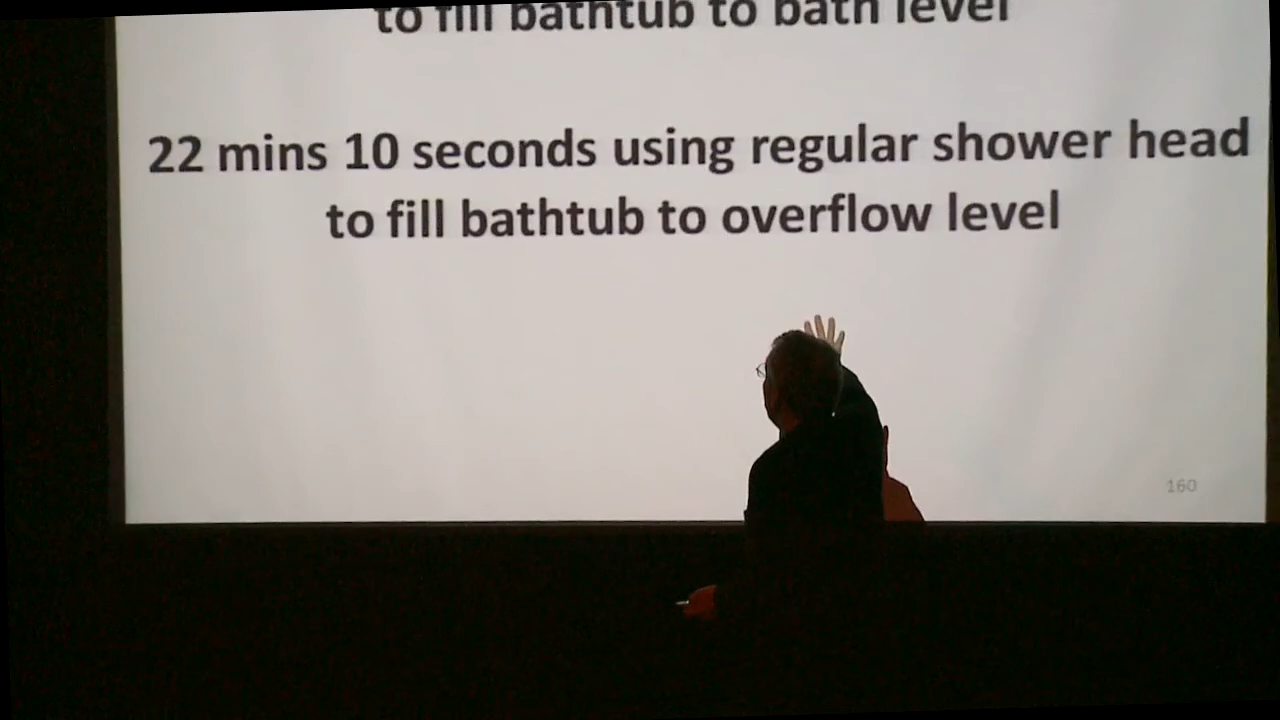 to fill bathtub to bath level
22 mins 10 seconds using regular shower head
to fill bathtub to overflow level
160